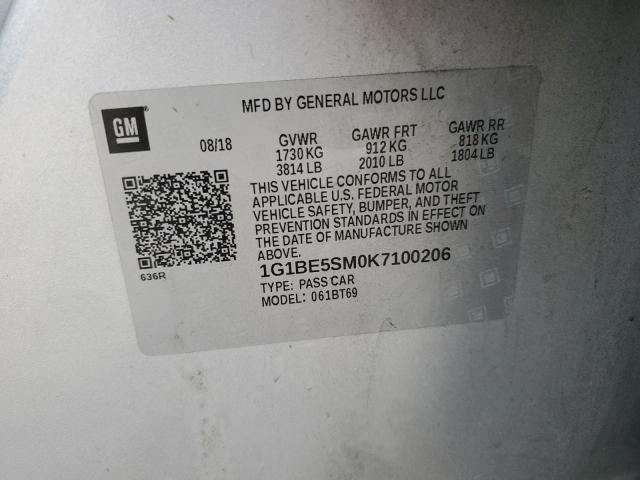 MFD BY GENERAL MOTORS LLC
GM
08/18 GVWR GAWR FRT GAWR RR
1730 KG 912 KG 818 KG
3814 LB 2010 LB 1804 LB
THIS VEHICLE CONFORMS TO ALL
APPLICABLE U.S. FEDERAL MOTOR
VEHICLE SAFETY, BUMPER, AND THEFT
PREVENTION STANDARDS IN EFFECT ON
THE DATE OF MANUFACTURE SHOWN
ABOVE.
1G1BE5SM0K7100206
636R
TYPE: PASS CAR
MODEL: 061BT69